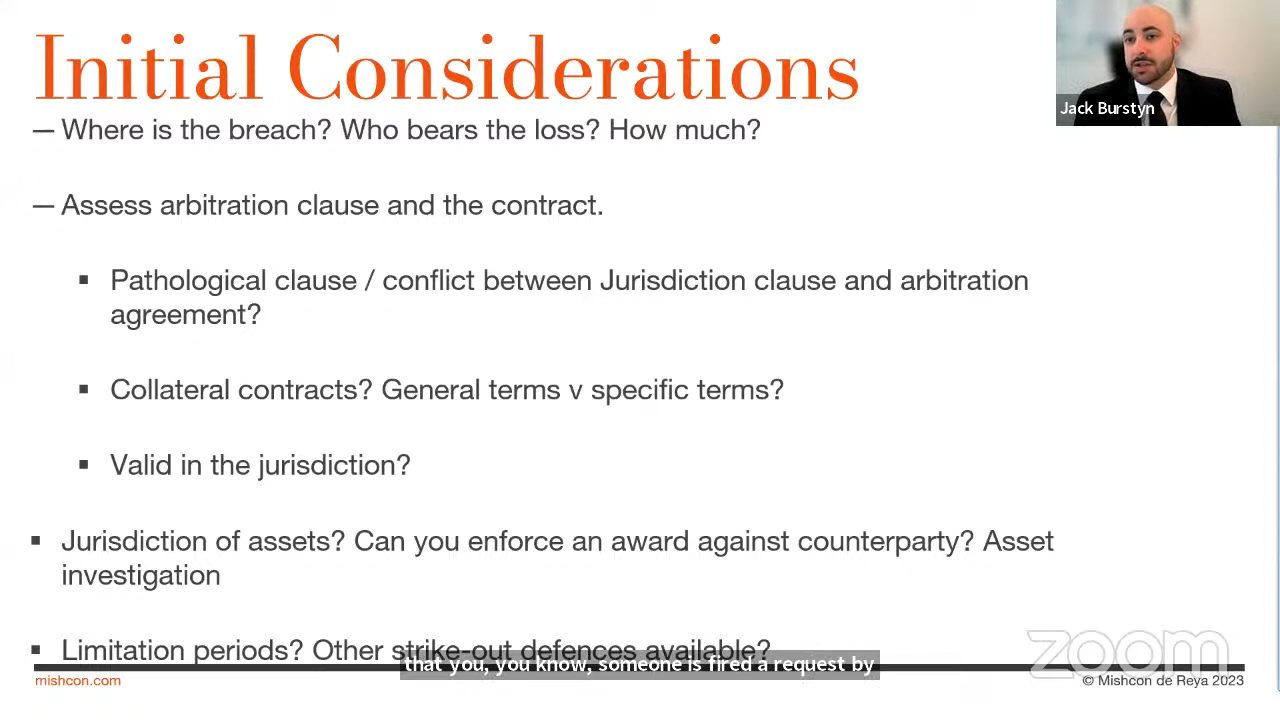 Initial Considerations
Jack Burstyn
— Where is the breach? Who bears the loss? How much?
— Assess arbitration clause and the contract.
▪ Pathological clause / conflict between Jurisdiction clause and arbitration
agreement?
▪ Collateral contracts? General terms v specific terms?
▪ Valid in the jurisdiction?
▪ Jurisdiction of assets? Can you enforce an award against counterparty? Asset
investigation
▪ Limitation periods? Other strike-out defences available?
that you, you know, someone is fired a request by
zoom
mishcon.com
© Mishcon de Reya 2023